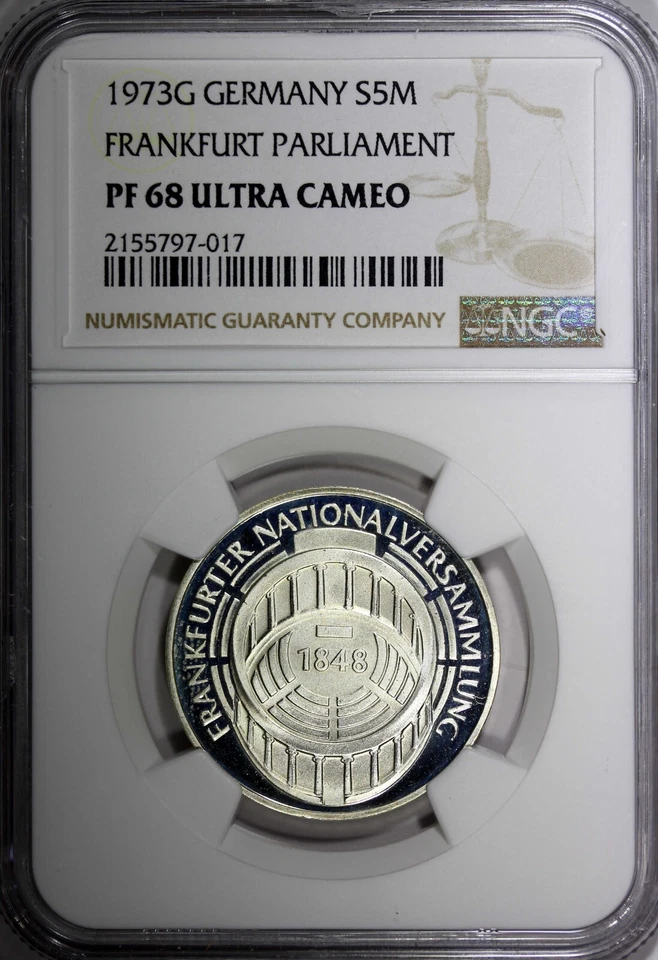 1973G GERMANY S5M
FRANKFURT PARLIAMENT
PF 68 ULTRA CAMEO
2155797-017
NUMISMATIC GUARANTY COMPANY
NGC®
FRANKFURTER NATIONALVERSAMMLUNG
1848